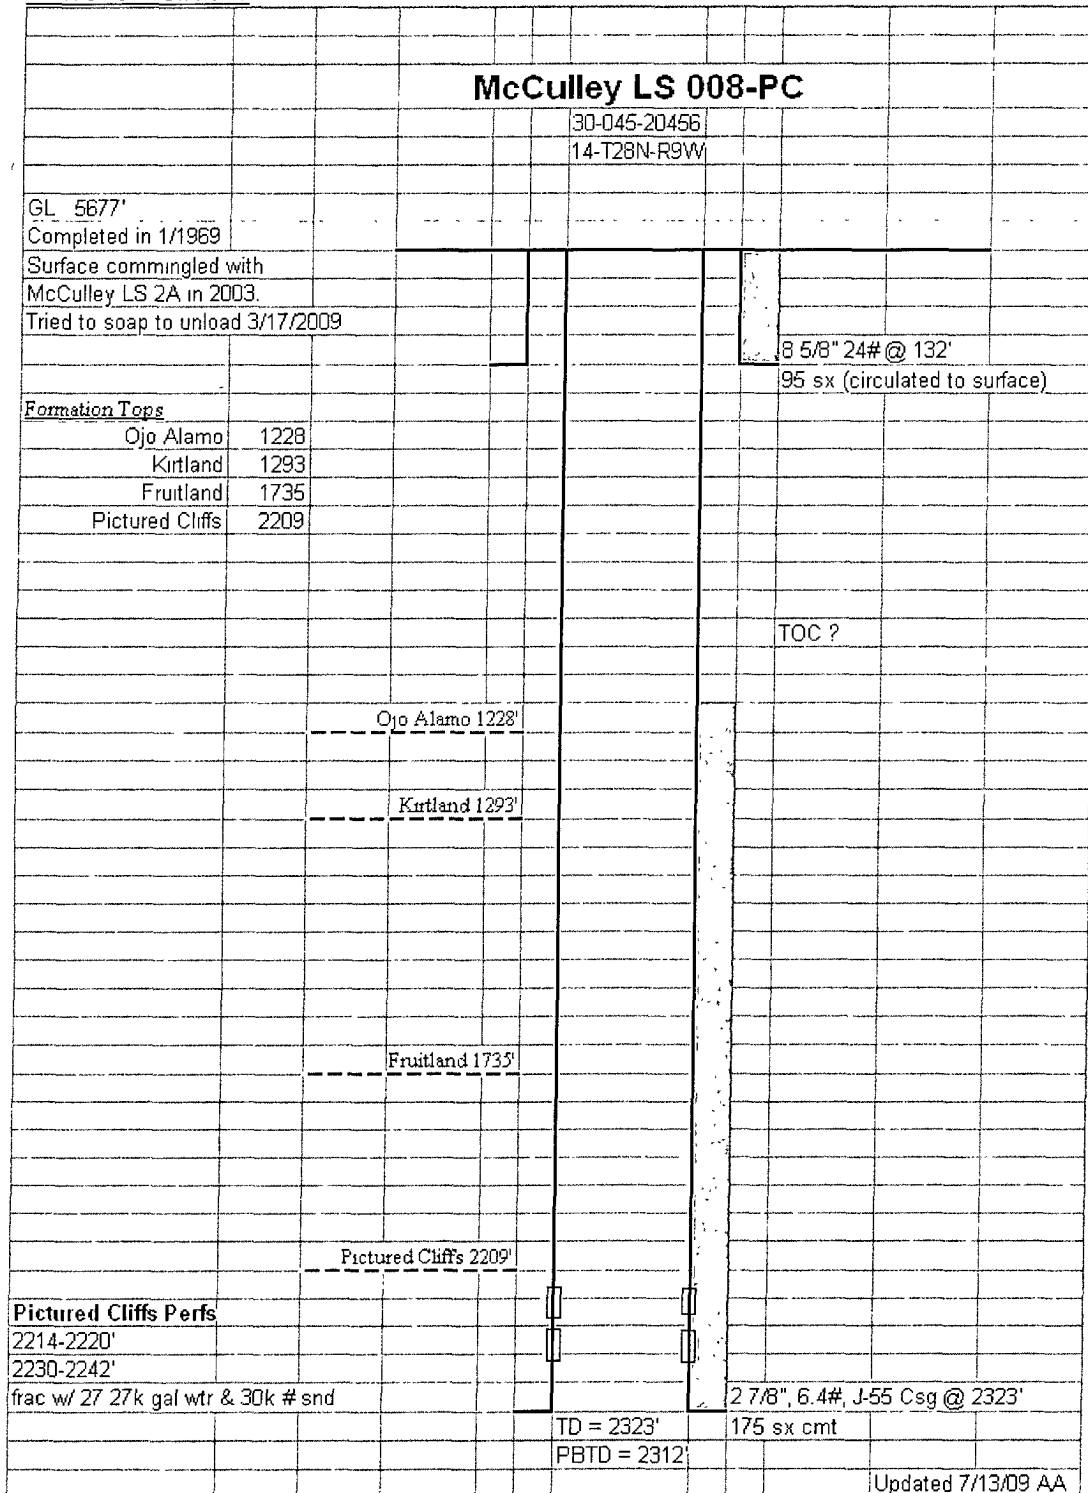 McCulley LS 008-PC
30-045-20456
14-T28N-R9W
GL 5677'
Completed in 1/1969
Surface commingled with
McCulley LS 2A in 2003.
Tried to soap to unload 3/17/2009
8 5/8" 24# @ 132'
95 sx (circulated to surface)
Formation Tops
Ojo Alamo 1228
Kirtland 1293
Fruitland 1735
Pictured Cliffs 2209
TOC ?
Ojo Alamo 1228'
Kirtland 1293'
Fruitland 1735'
Pictured Cliffs 2209'
Pictured Cliffs Perfs
2214-2220'
2230-2242'
frac w/ 27 27k gal wtr & 30k # snd
2 7/8", 6.4#, J-55 Csg @ 2323'
TD = 2323'
175 sx cmt
PBTD = 2312'
Updated 7/13/09 AA